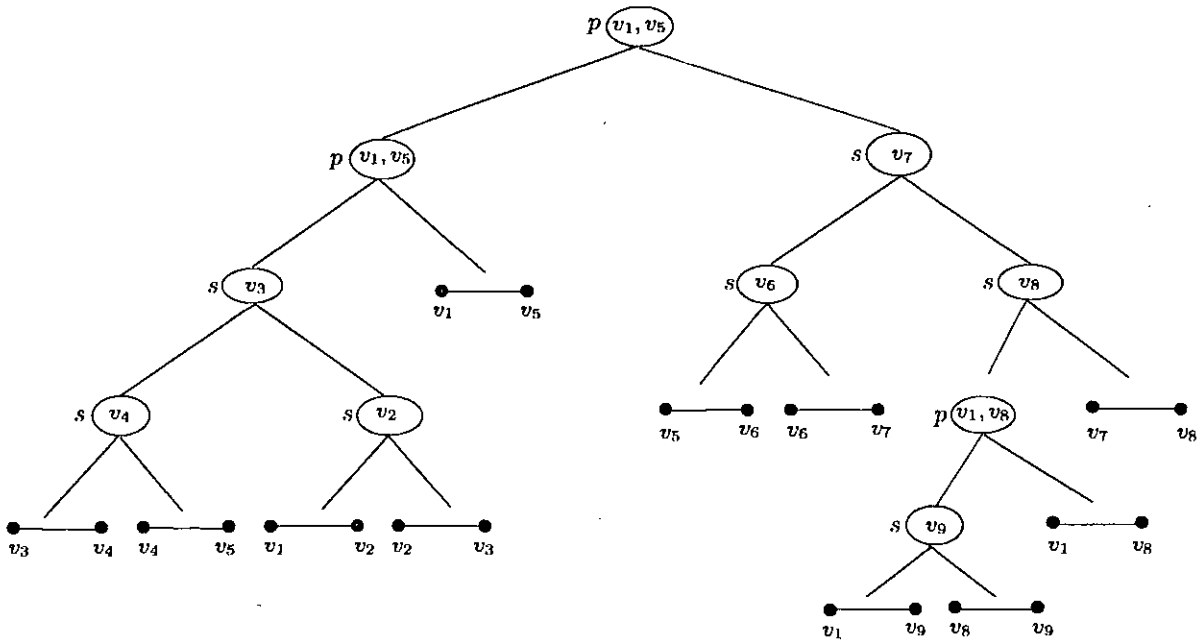 p v₁, v₅
p v₁, v₅
s v₇
s v₃
v₁ v₅
s v₆
s v₈
s v₄
s v₂
v₅ v₆ v₆ v₇
p v₁, v₈
v₇ v₈
v₃ v₄ v₄ v₅ v₁ v₂ v₂ v₃
s v₉
v₁ v₈
v₁ v₉ v₈ v₉